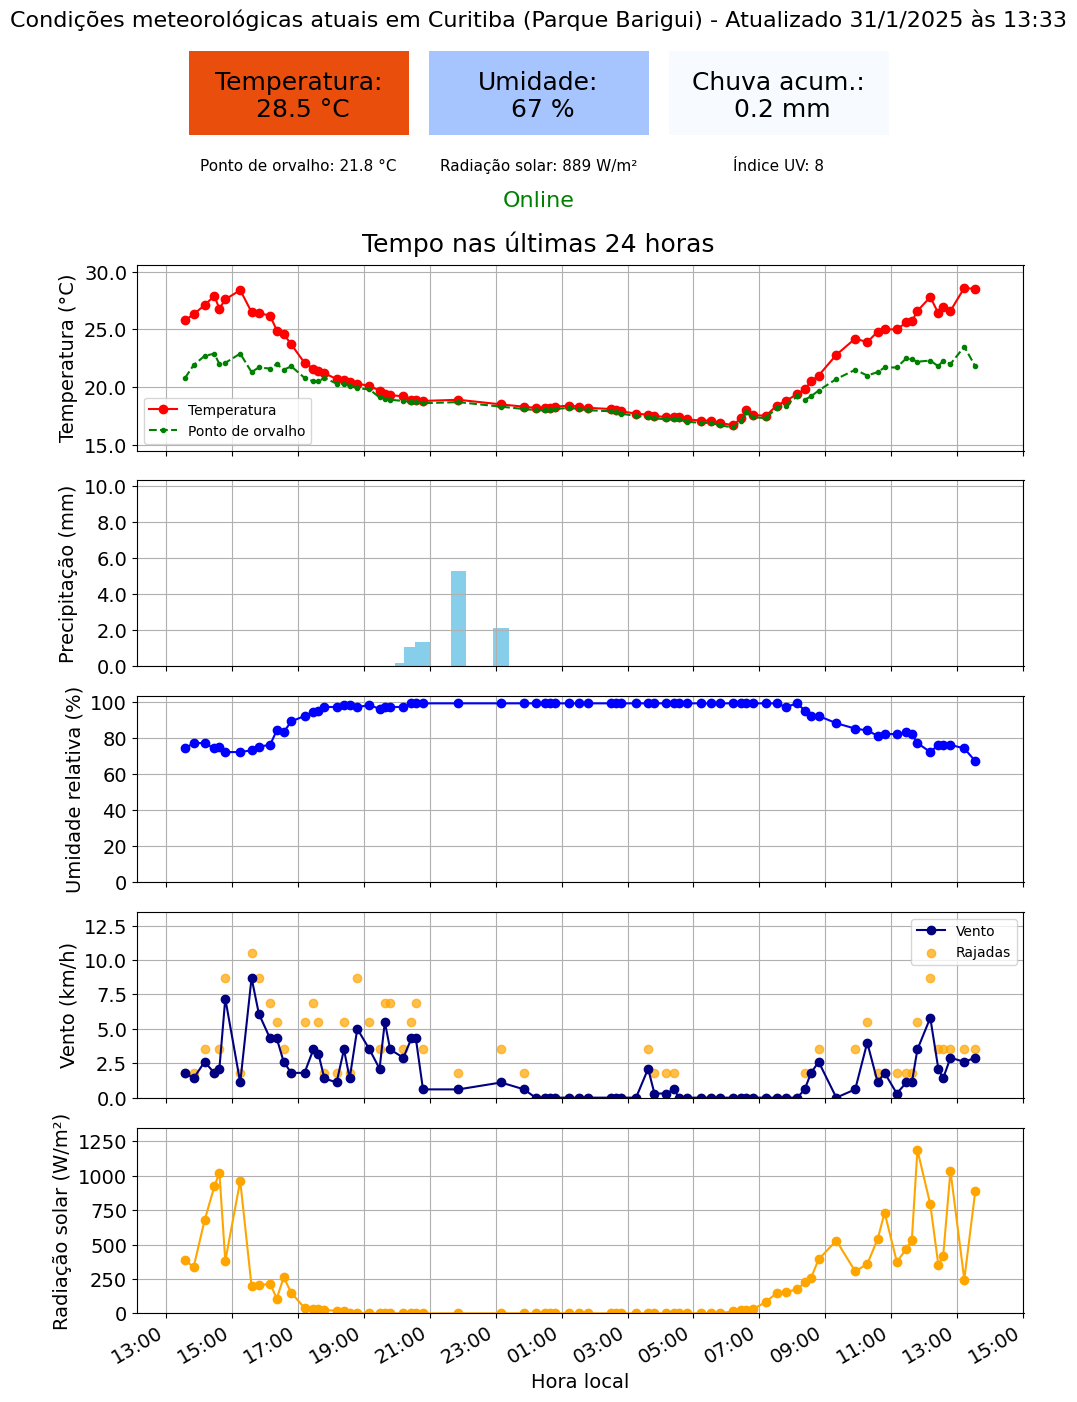 Condições meteorológicas atuais em Curitiba (Parque Barigui) - Atualizado 31/1/2025 às 13:33
Temperatura:
28.5 °C
Umidade:
67 %
Chuva acum.:
0.2 mm
Ponto de orvalho: 21.8 °C
Radiação solar: 889 W/m²
Índice UV: 8
Online
Tempo nas últimas 24 horas
Temperatura (°C)
30.0
25.0
20.0
15.0
Temperatura
Ponto de orvalho
Precipitação (mm)
10.0
8.0
6.0
4.0
2.0
0.0
Umidade relativa (%)
100
80
60
40
20
0
Vento (km/h)
12.5
10.0
7.5
5.0
2.5
0.0
Vento
Rajadas
Radiação solar (W/m²)
1250
1000
750
500
250
0
13:00
15:00
17:00
19:00
21:00
23:00
01:00
03:00
05:00
07:00
09:00
11:00
13:00
15:00
Hora local